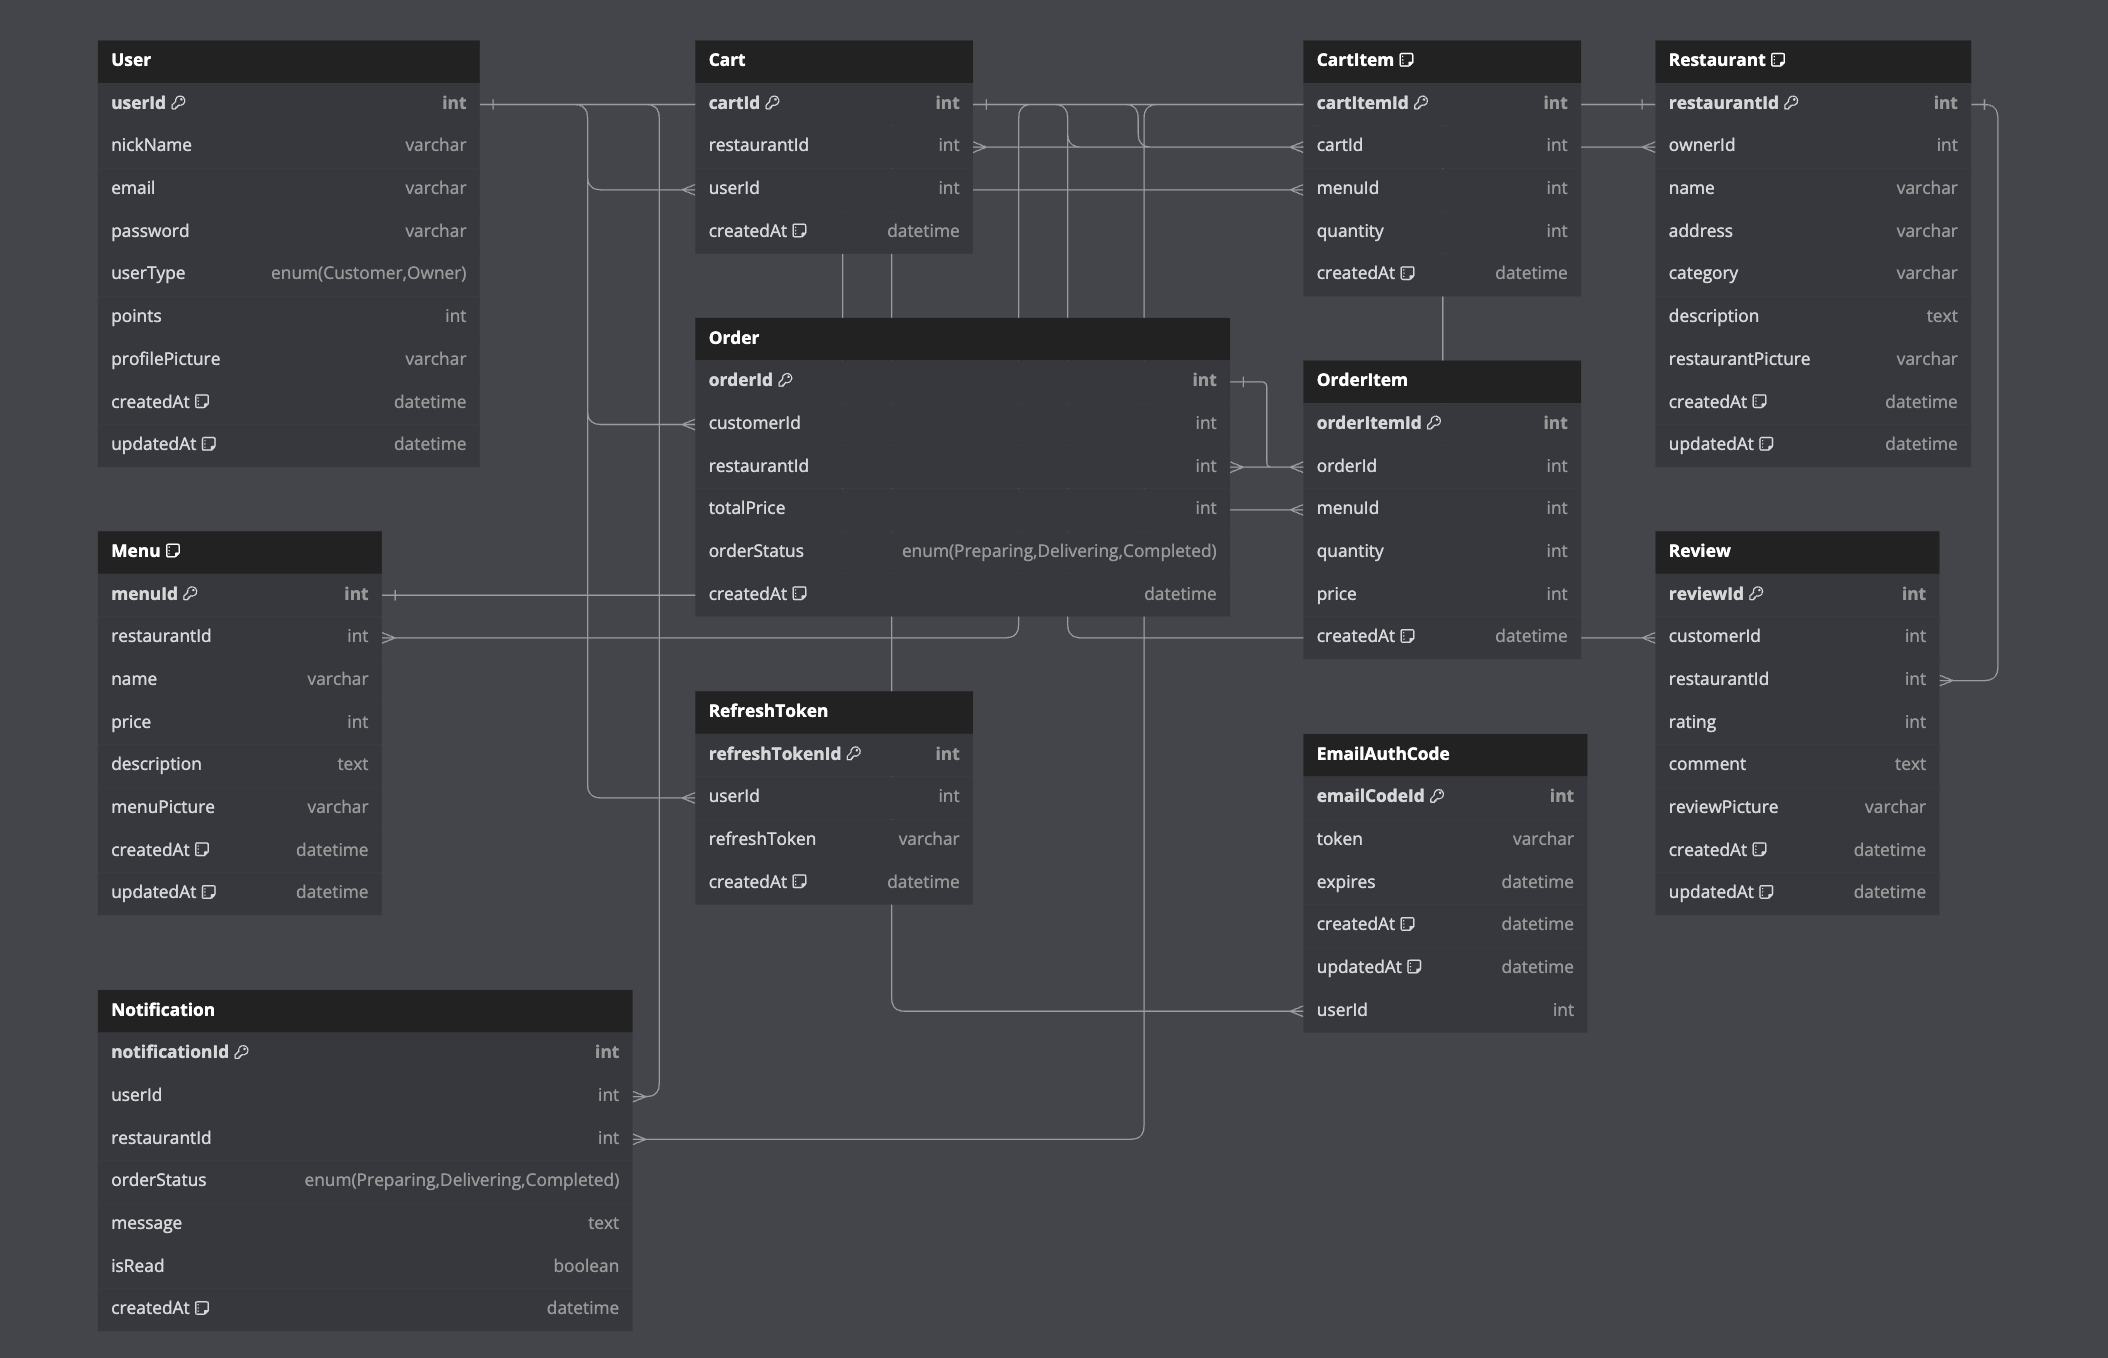 User
userId int
nickName varchar
email varchar
password varchar
userType enum(Customer,Owner)
points int
profilePicture varchar
createdAt datetime
updatedAt datetime
Cart
cartId int
restaurantId int
userId int
createdAt datetime
CartItem
cartItemId int
cartId int
menuId int
quantity int
createdAt datetime
Restaurant
restaurantId int
ownerId int
name varchar
address varchar
category varchar
description text
restaurantPicture varchar
createdAt datetime
updatedAt datetime
Order
orderId int
customerId int
restaurantId int
totalPrice int
orderStatus enum(Preparing,Delivering,Completed)
createdAt datetime
OrderItem
orderItemId int
orderId int
menuId int
quantity int
price int
createdAt datetime
Menu
menuId int
restaurantId int
name varchar
price int
description text
menuPicture varchar
createdAt datetime
updatedAt datetime
Review
reviewId int
customerId int
restaurantId int
rating int
comment text
reviewPicture varchar
createdAt datetime
updatedAt datetime
RefreshToken
refreshTokenId int
userId int
refreshToken varchar
createdAt datetime
EmailAuthCode
emailCodeId int
token varchar
expires datetime
createdAt datetime
updatedAt datetime
userId int
Notification
notificationId int
userId int
restaurantId int
orderStatus enum(Preparing,Delivering,Completed)
message text
isRead boolean
createdAt datetime